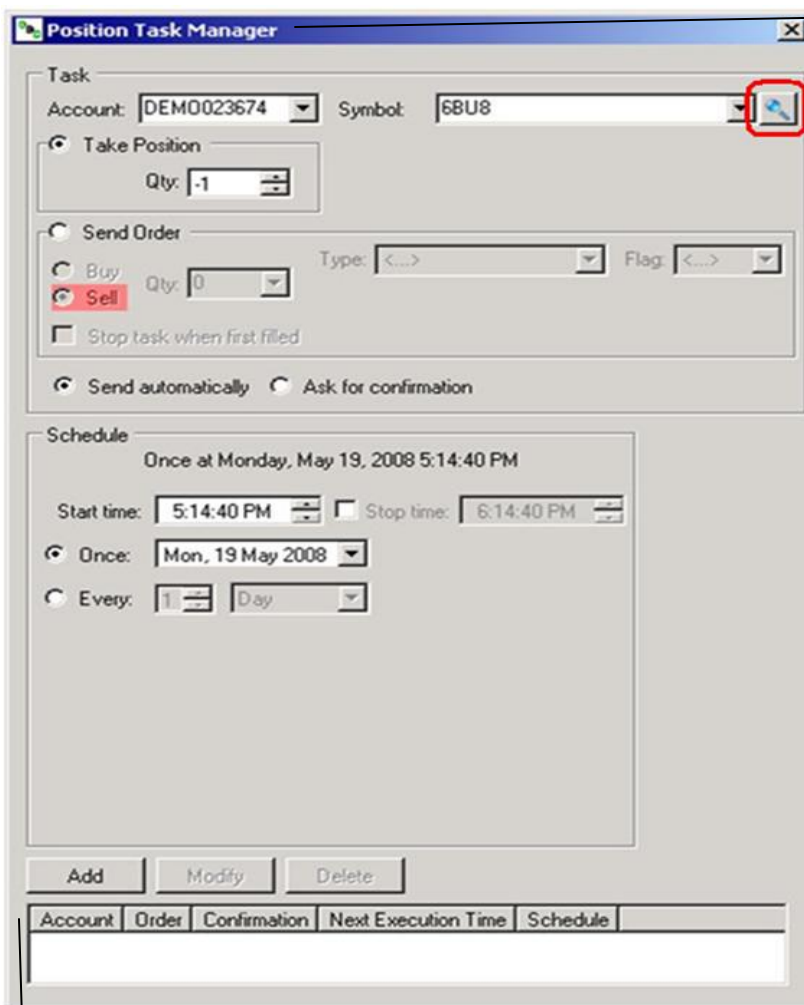 Position Task Manager
Task
Account: DEMO023674 Symbol: 6BU8
Take Position
Qty: -1
Send Order
Buy
Sell
Qty: 0
Type: <...> Flag: <...>
Stop task when first filled
Send automatically Ask for confirmation
Schedule
Once at Monday, May 19, 2008 5:14:40 PM
Start time: 5:14:40 PM Stop time: 6:14:40 PM
Once: Mon, 19 May 2008
Every: 1 Day
Add Modify Delete
Account Order Confirmation Next Execution Time Schedule